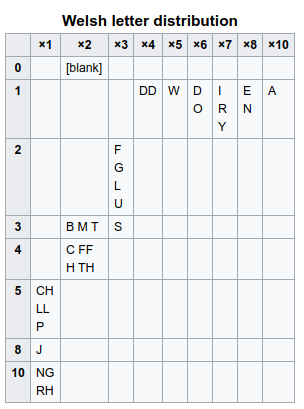 Welsh letter distribution
×1 ×2 ×3 ×4 ×5 ×6 ×7 ×8 ×10
0 [blank]
1 DD W D I E A
O R N
Y
2 F
G
L
U
3 B M T S
4 C FF
H TH
5 CH
LL
P
8 J
10 NG
RH